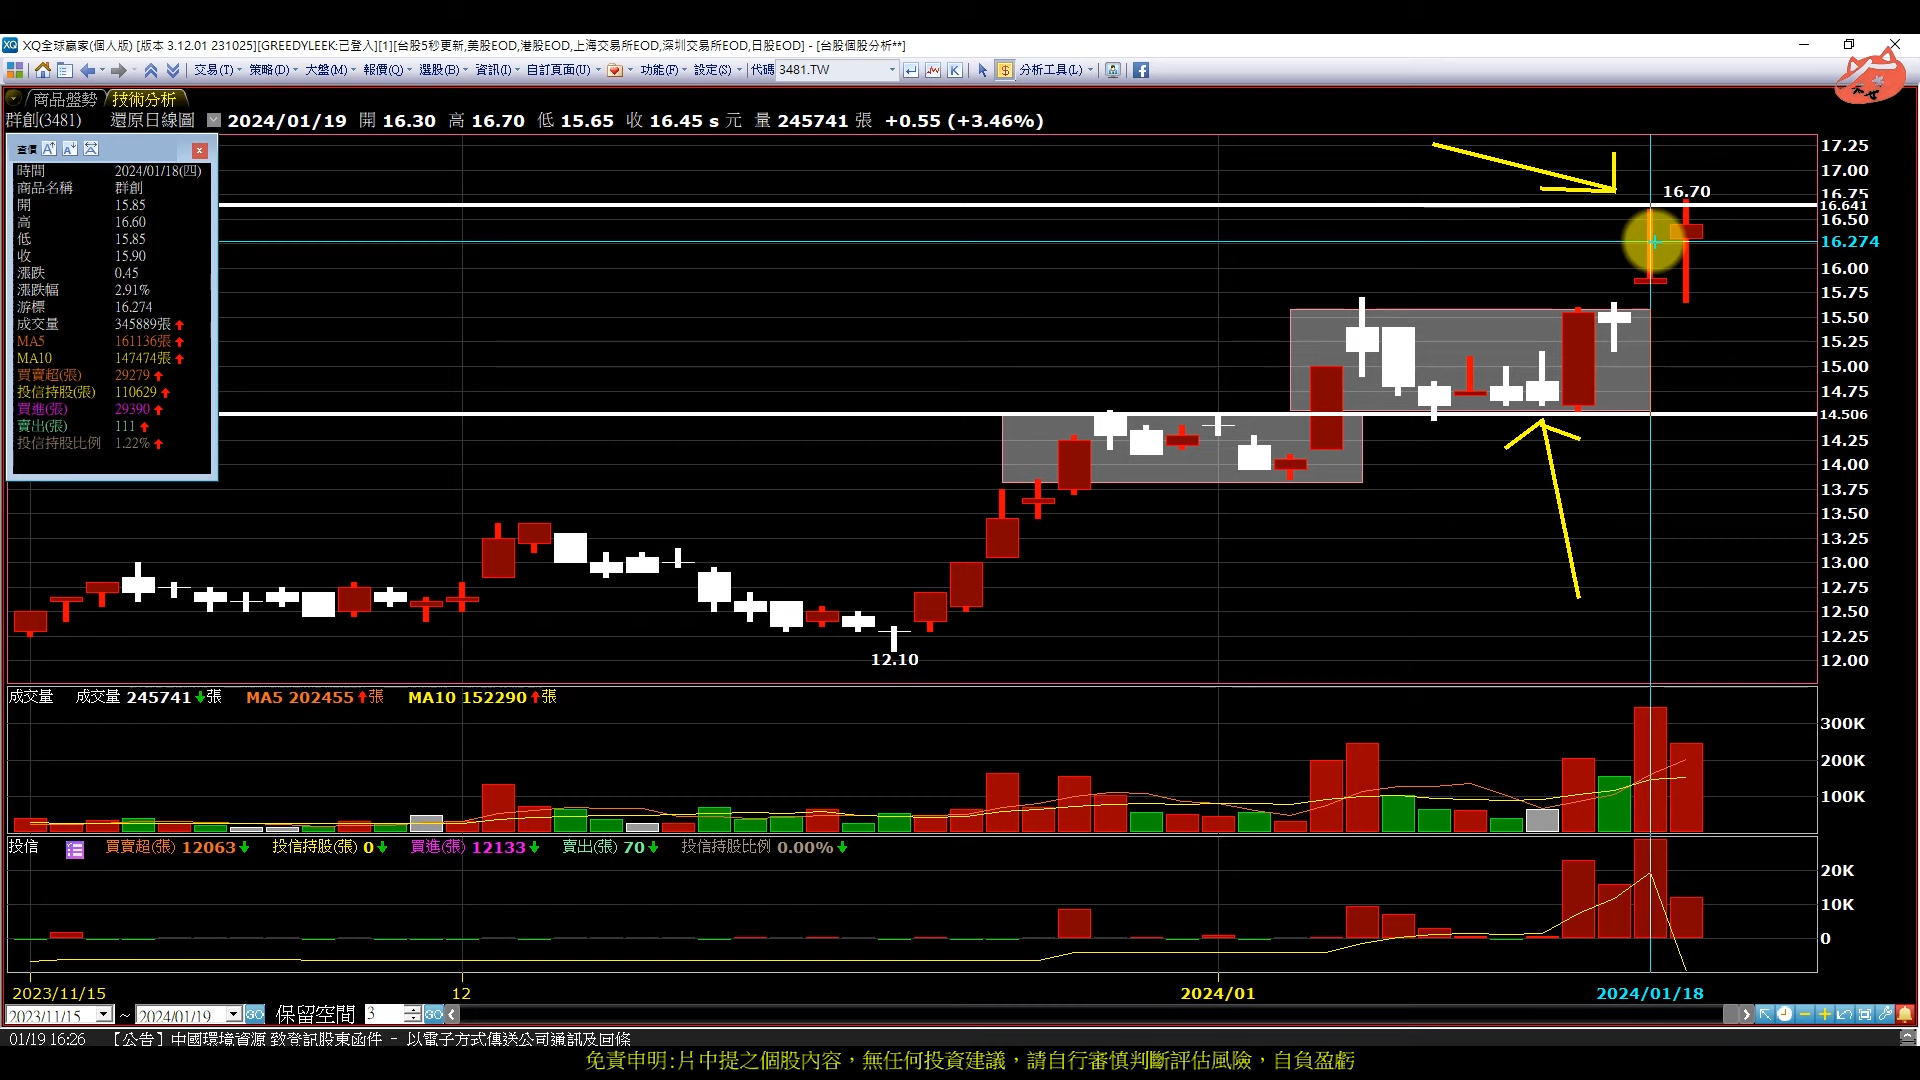 XQ全球贏家(個人版) [版本 3.12.01 231025][GREEDYLEEK:已登入][1][台股5秒更新,美股EOD,港股EOD,上海交易所EOD,深圳交易所EOD,日股EOD] - [台股個股分析**]
交易(T) 策略(D) 大盤(M) 報價(Q) 選股(B) 資訊(I) 自訂頁面(U) 功能(F) 設定(S) 代碼 3481.TW K $ 分析工具(L)
商品盤勢 技術分析
群創(3481) 還原日線圖 2024/01/19 開 16.30 高 16.70 低 15.65 收 16.45 s 元 量 245741 張 +0.55 (+3.46%)
查價
時間 2024/01/18(四)
商品名稱 群創
開 15.85
高 16.60
低 15.85
收 15.90
漲跌 0.45
漲跌幅 2.91%
游標 16.274
成交量 345889張
MA5 161136張
MA10 147474張
買賣超(張) 29279
投信持股(張) 110629
買進(張) 29390
賣出(張) 111
投信持股比例 1.22%
16.70
12.10
17.25
17.00
16.75
16.641
16.50
16.274
16.00
15.75
15.50
15.25
15.00
14.75
14.506
14.25
14.00
13.75
13.50
13.25
13.00
12.75
12.50
12.25
12.00
成交量 成交量 245741 張 MA5 202455 張 MA10 152290 張
300K
200K
100K
投信 買賣超(張) 12063 投信持股(張) 0 買進(張) 12133 賣出(張) 70 投信持股比例 0.00%
20K
10K
0
2023/11/15 12 2024/01 2024/01/18
2023/11/15 ~ 2024/01/19 GO 保留空間 3 GO
01/19 16:26 【公告】中國環境資源 致登記股東函件 - 以電子方式傳送公司通訊及回條
免責申明:片中提之個股內容，無任何投資建議，請自行審慎判斷評估風險，自負盈虧